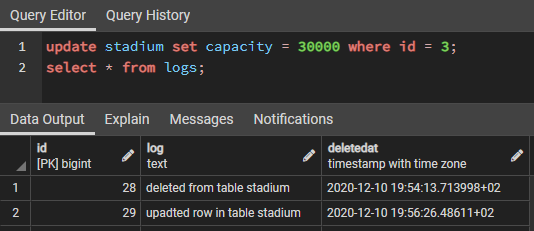 Query Editor Query History
1 update stadium set capacity = 30000 where id = 3;
2 select * from logs;
Data Output Explain Messages Notifications
id log deletedat
[PK] bigint text timestamp with time zone
1 28 deleted from table stadium 2020-12-10 19:54:13.713998+02
2 29 upadted row in table stadium 2020-12-10 19:56:26.48611+02